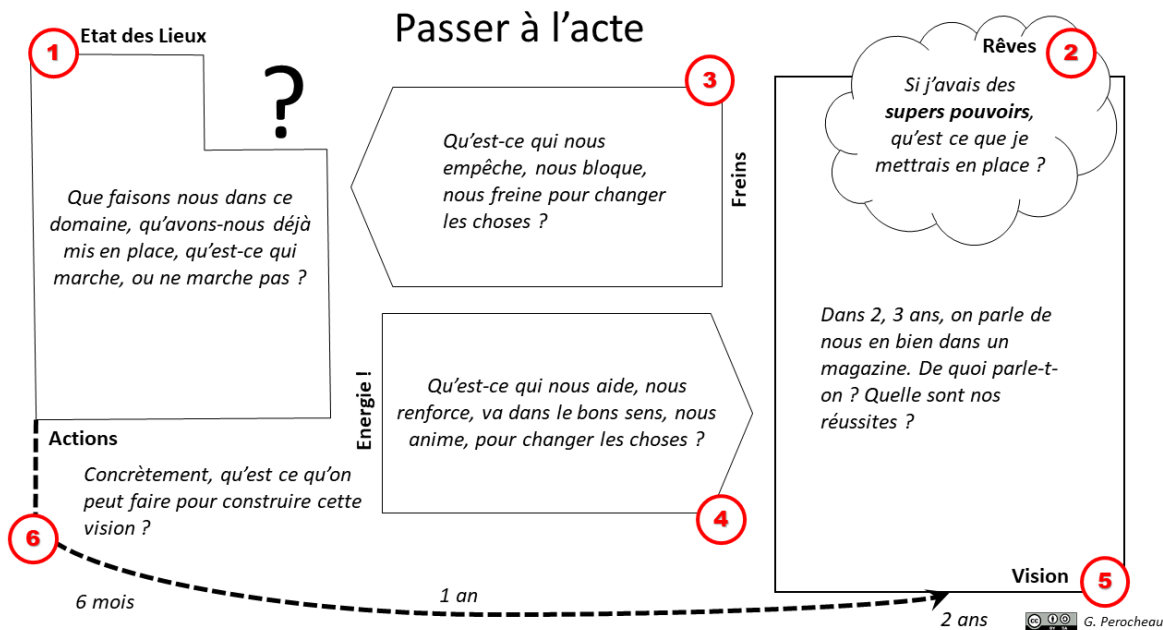 Passer à l’acte
1
Etat des Lieux
?
Que faisons nous dans ce
domaine, qu’avons-nous déjà
mis en place, qu’est-ce qui
marche, ou ne marche pas ?
Rêves
2
Si j’avais des
supers pouvoirs,
qu’est ce que je
mettrais en place ?
3
Freins
Qu’est-ce qui nous
empêche, nous bloque,
nous freine pour changer
les choses ?
Energie !
Qu’est-ce qui nous aide, nous
renforce, va dans le bons sens, nous
anime, pour changer les choses ?
4
Dans 2, 3 ans, on parle de
nous en bien dans un
magazine. De quoi parle-t-
on ? Quelle sont nos
réussites ?
Vision
5
Actions
Concrètement, qu’est ce qu’on
peut faire pour construire cette
vision ?
6
6 mois
1 an
2 ans
cc
BY SA
G. Perocheau